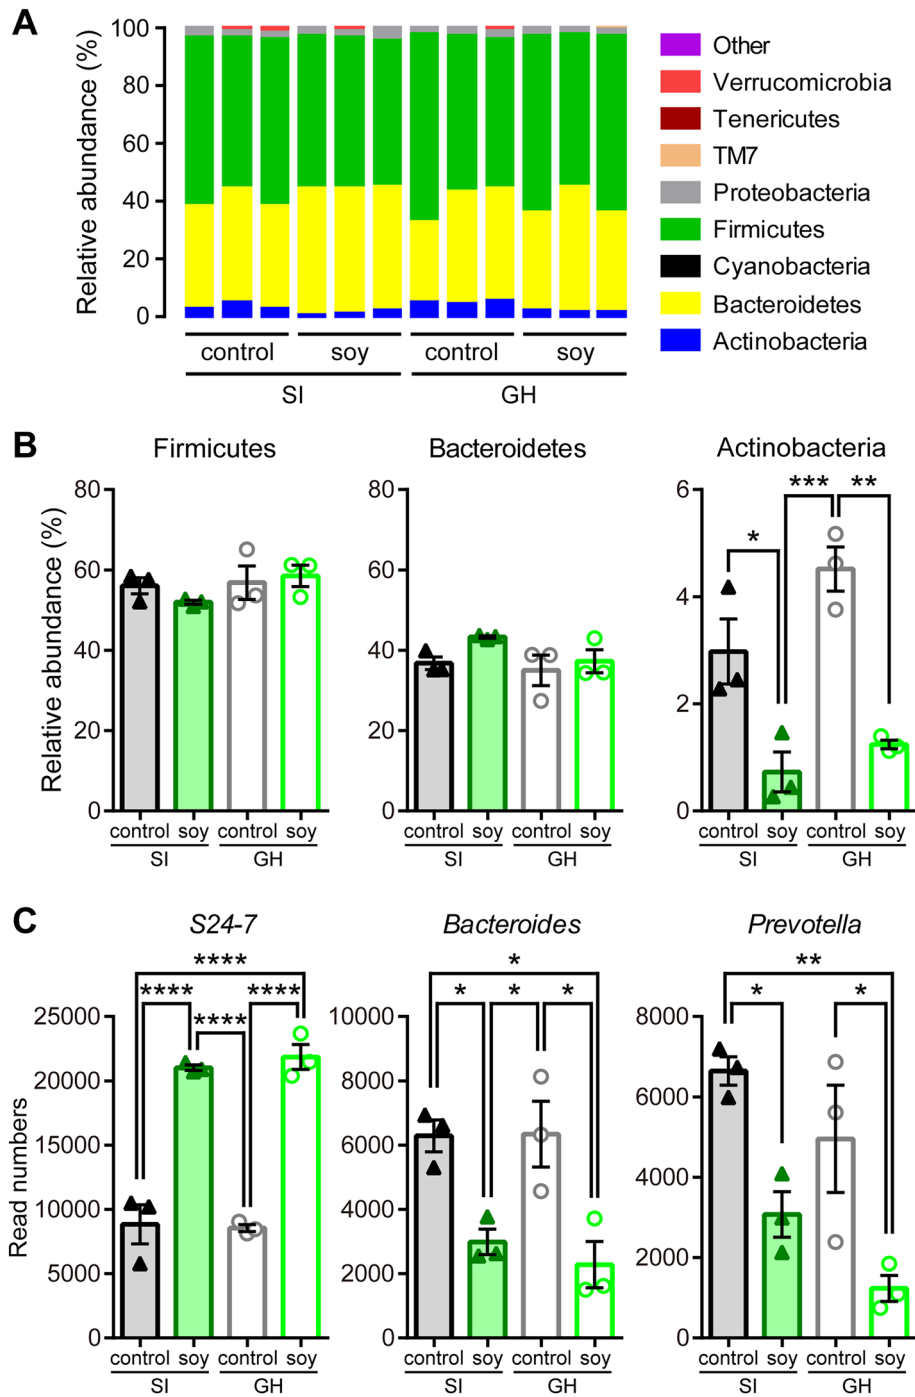 A
Relative abundance (%)
100
80
60
40
20
0
control soy control soy
SI GH
Other
Verrucomicrobia
Tenericutes
TM7
Proteobacteria
Firmicutes
Cyanobacteria
Bacteroidetes
Actinobacteria
B
Firmicutes
Relative abundance (%)
80
60
40
20
0
control soy control soy
SI GH
Bacteroidetes
80
60
40
20
0
control soy control soy
SI GH
Actinobacteria
*** **
*
6
4
2
0
control soy control soy
SI GH
C
S24-7
****
**** ****
****
Read numbers
25000
20000
15000
10000
5000
0
control soy control soy
SI GH
Bacteroides
*
* * *
10000
8000
6000
4000
2000
0
control soy control soy
SI GH
Prevotella
**
* *
8000
6000
4000
2000
0
control soy control soy
SI GH